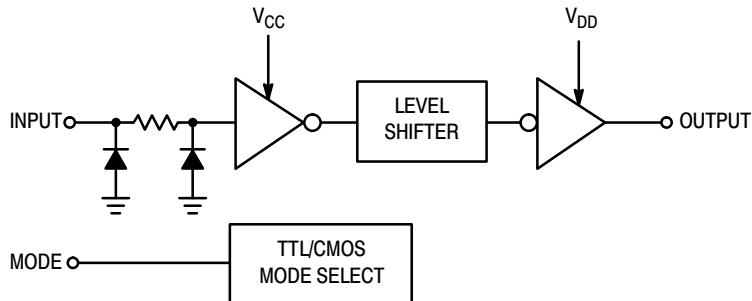 VCC
VDD
INPUT
LEVEL
SHIFTER
OUTPUT
MODE
TTL/CMOS
MODE SELECT